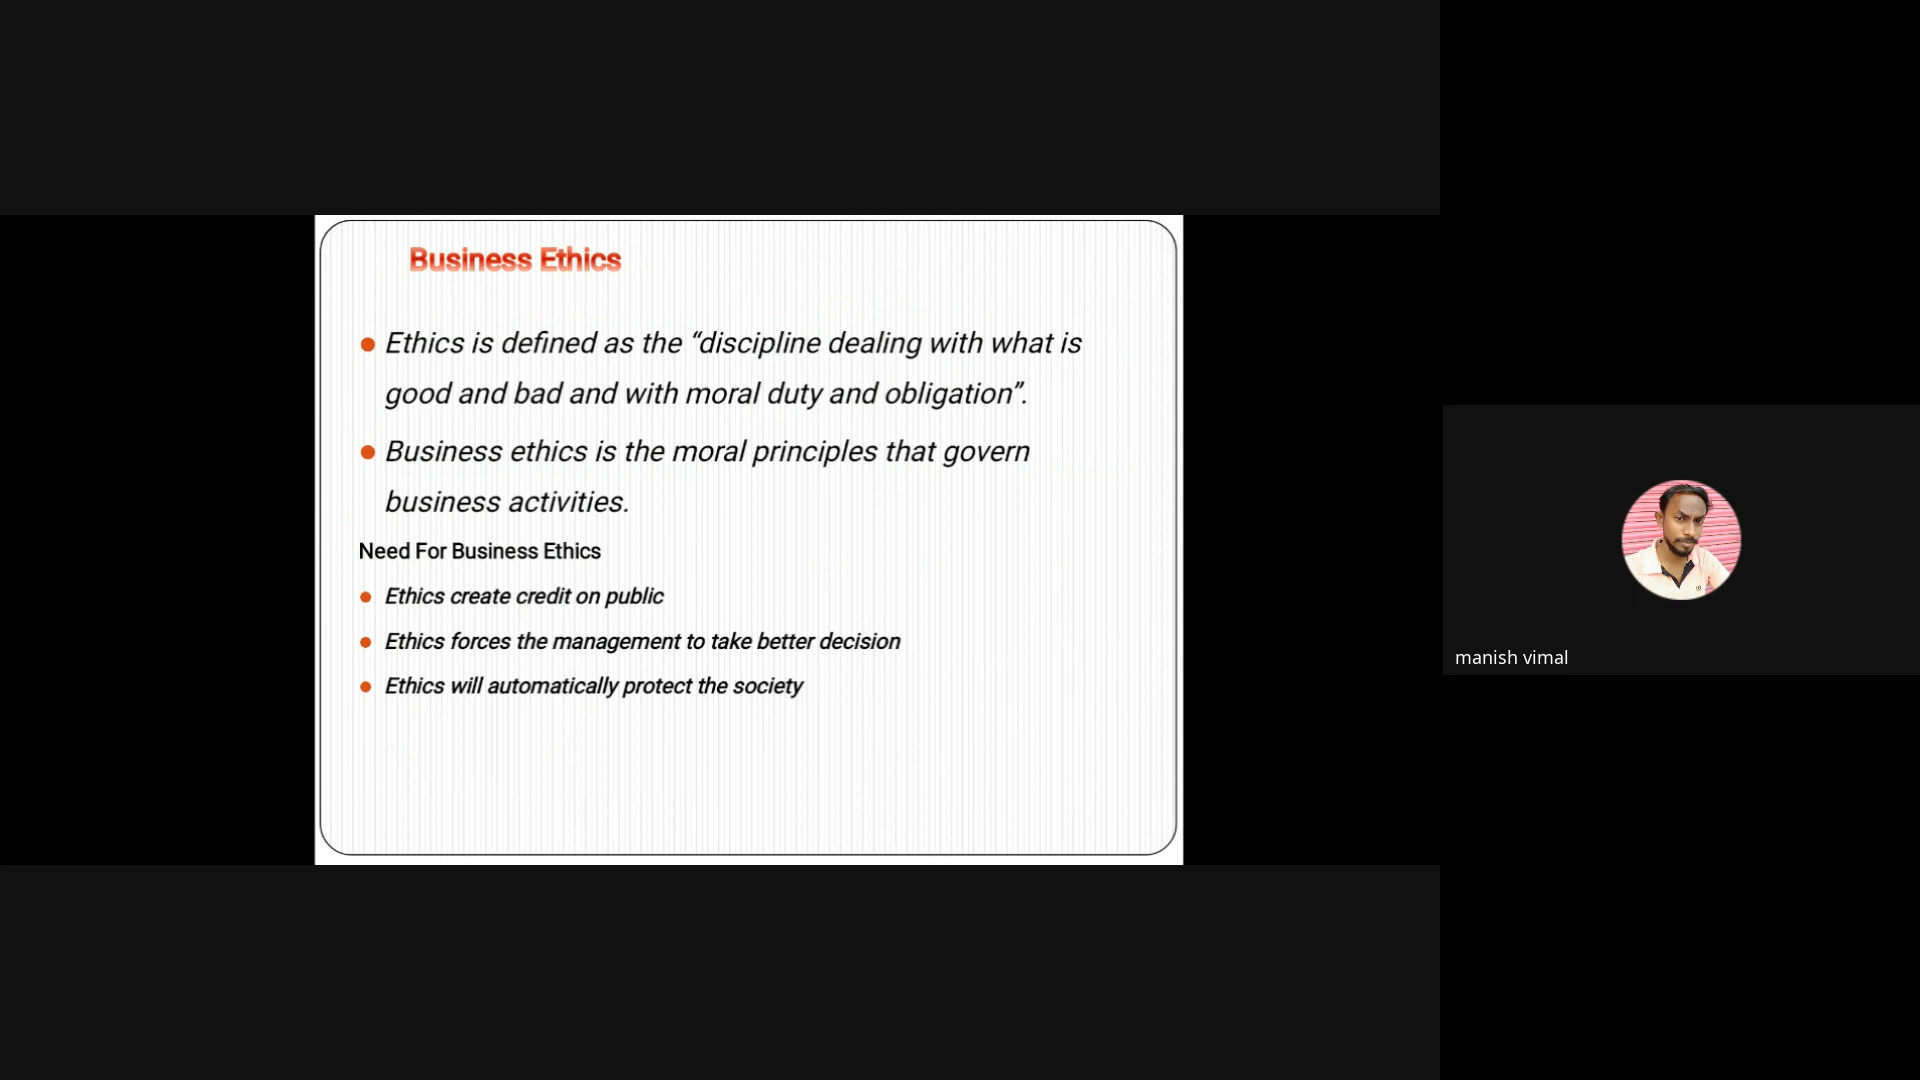 Business Ethics
Ethics is defined as the “discipline dealing with what is
good and bad and with moral duty and obligation”.
Business ethics is the moral principles that govern
business activities.
Need For Business Ethics
Ethics create credit on public
Ethics forces the management to take better decision
Ethics will automatically protect the society
manish vimal